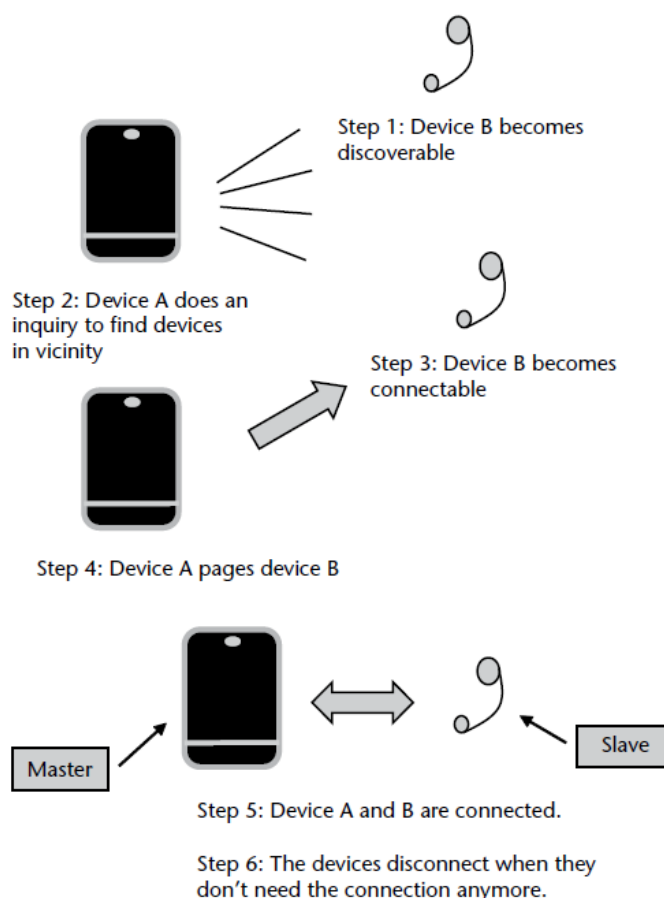 Step 1: Device B becomes
discoverable
Step 2: Device A does an
inquiry to find devices
in vicinity
Step 3: Device B becomes
connectable
Step 4: Device A pages device B
Master
Slave
Step 5: Device A and B are connected.
Step 6: The devices disconnect when they
don’t need the connection anymore.